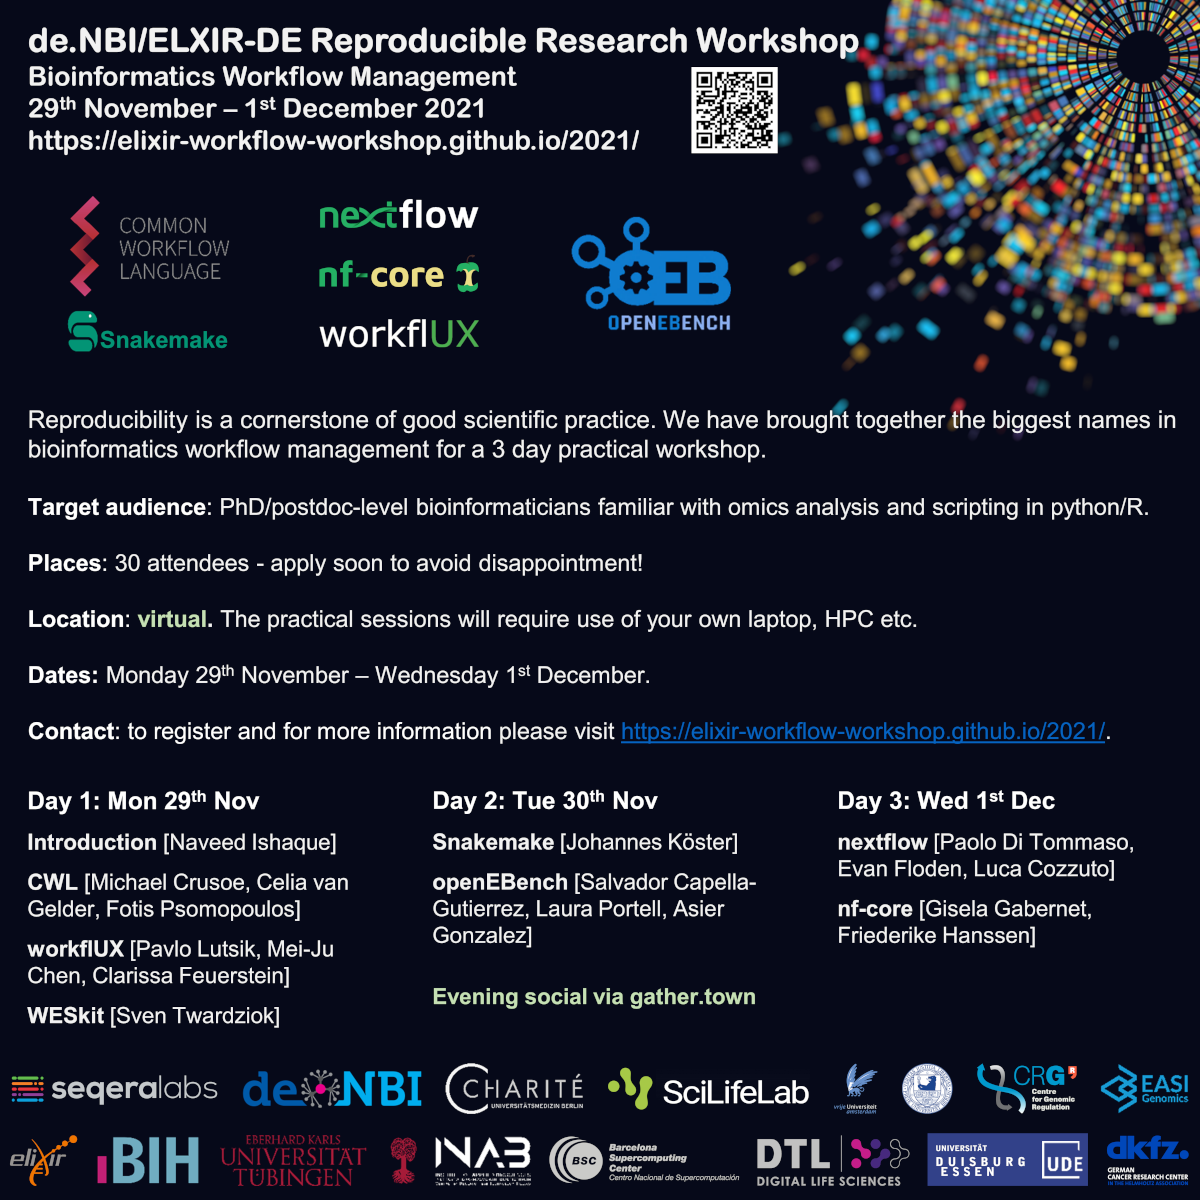 de.NBI/ELXIR-DE Reproducible Research Workshop
Bioinformatics Workflow Management
29th November – 1st December 2021
https://elixir-workflow-workshop.github.io/2021/
COMMON
WORKFLOW
LANGUAGE
Snakemake
nextflow
nf-core
workflUX
OEB
OPENEBENCH
Reproducibility is a cornerstone of good scientific practice. We have brought together the biggest names in
bioinformatics workflow management for a 3 day practical workshop.
Target audience: PhD/postdoc-level bioinformaticians familiar with omics analysis and scripting in python/R.
Places: 30 attendees - apply soon to avoid disappointment!
Location: virtual. The practical sessions will require use of your own laptop, HPC etc.
Dates: Monday 29th November – Wednesday 1st December.
Contact: to register and for more information please visit https://elixir-workflow-workshop.github.io/2021/.
Day 1: Mon 29th Nov
Introduction [Naveed Ishaque]
CWL [Michael Crusoe, Celia van
Gelder, Fotis Psomopoulos]
workflUX [Pavlo Lutsik, Mei-Ju
Chen, Clarissa Feuerstein]
WESkit [Sven Twardziok]
Day 2: Tue 30th Nov
Snakemake [Johannes Köster]
openEBench [Salvador Capella-
Gutierrez, Laura Portell, Asier
Gonzalez]
Evening social via gather.town
Day 3: Wed 1st Dec
nextflow [Paolo Di Tommaso,
Evan Floden, Luca Cozzuto]
nf-core [Gisela Gabernet,
Friederike Hanssen]
seqeralabs
de.NBI
CHARITÉ
UNIVERSITÄTSMEDIZIN BERLIN
SciLifeLab
vrije Universiteit
amsterdam
CRG
Centre
for Genomic
Regulation
EASI
Genomics
elixir
BIH
EBERHARD KARLS
UNIVERSITÄT
TÜBINGEN
INAB
BSC
Barcelona
Supercomputing
Center
Centro Nacional de Supercomputación
DTL
DIGITAL LIFE SCIENCES
UNIVERSITÄT
DUISBURG
ESSEN
UDE
dkfz.
GERMAN
CANCER RESEARCH CENTER
IN THE HELMHOLTZ ASSOCIATION